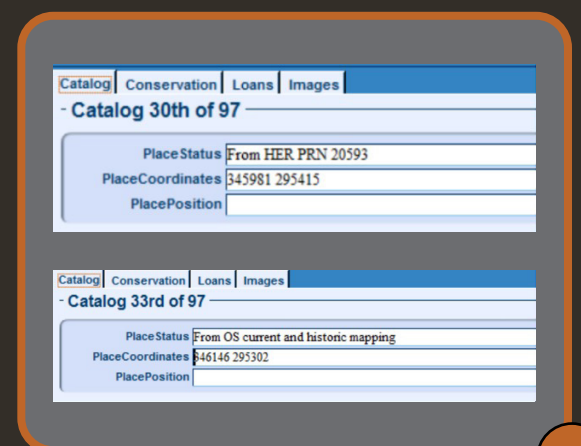 Catalog Conservation Loans Images
- Catalog 30th of 97
PlaceStatus From HER PRN 20593
PlaceCoordinates 345981 295415
PlacePosition
Catalog Conservation Loans Images
- Catalog 33rd of 97
PlaceStatus From OS current and historic mapping
PlaceCoordinates 346146 295302
PlacePosition